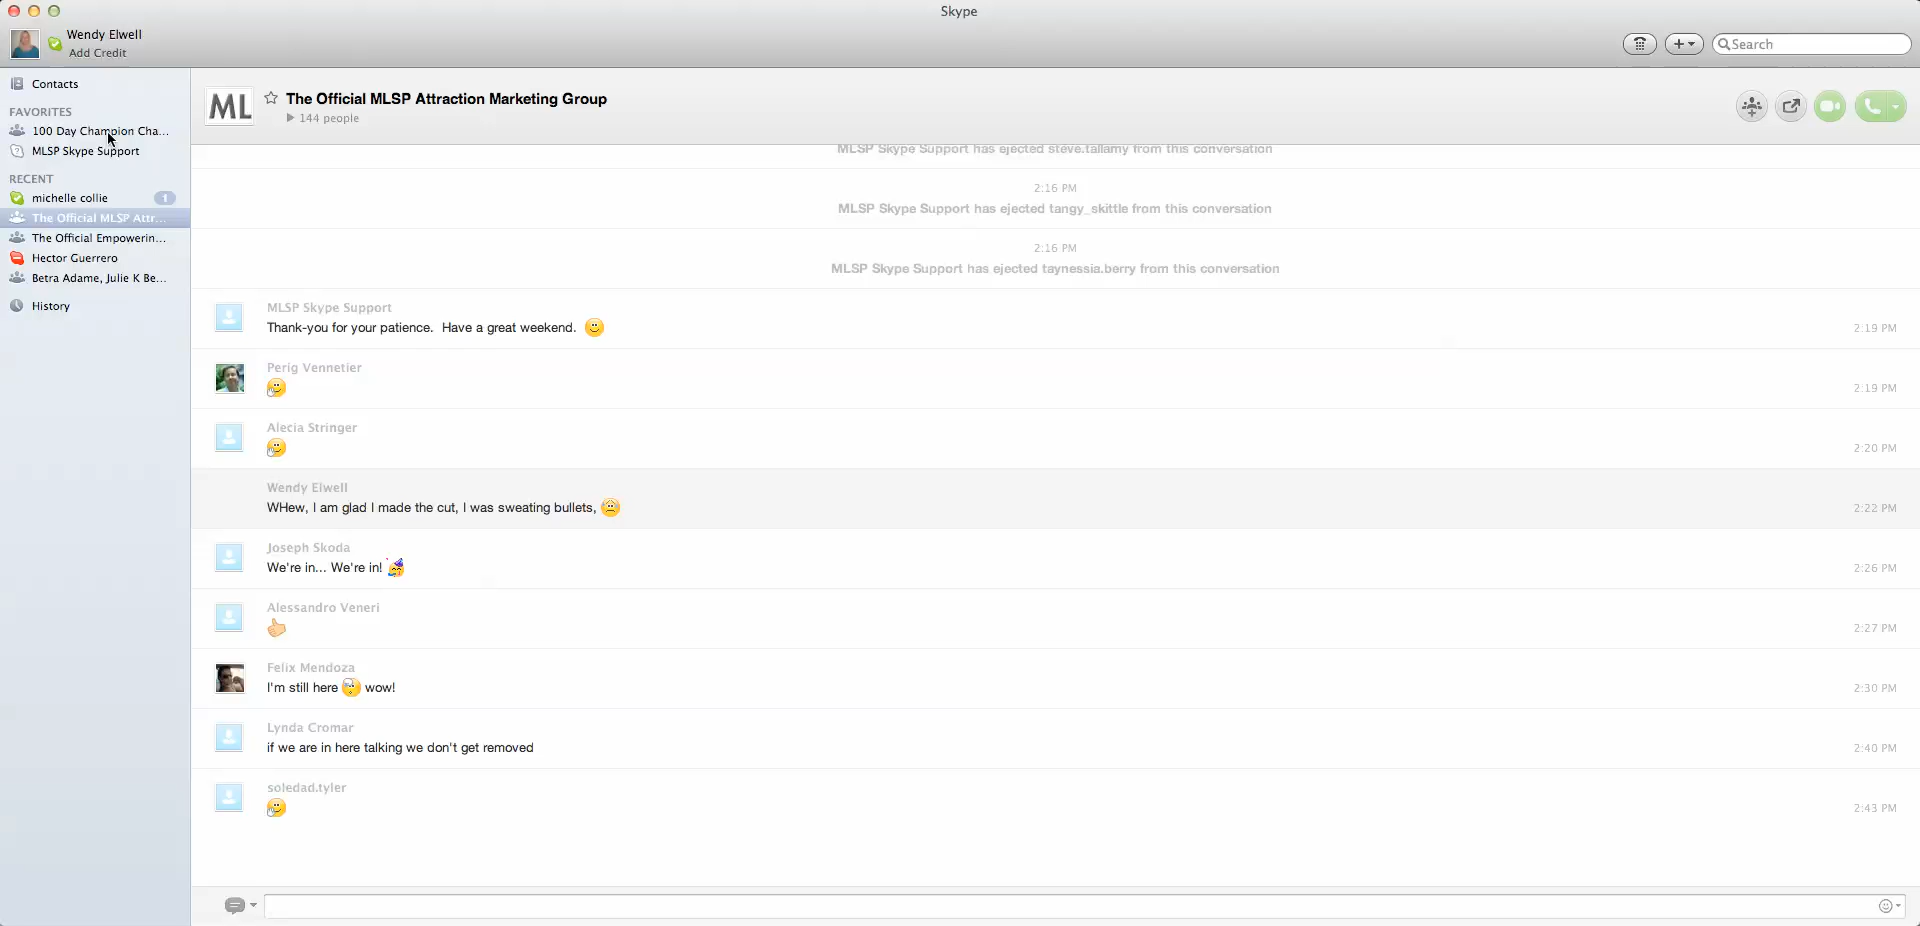 Skype
Wendy Elwell
Add Credit
Search
Contacts
FAVORITES
100 Day Champion Cha...
MLSP Skype Support
RECENT
michelle collie 1
The Official MLSP Attr...
The Official Empowerin...
Hector Guerrero
Betra Adame, Julie K Be...
History
ML
The Official MLSP Attraction Marketing Group
144 people
MLSP Skype Support has ejected steve.tallamy from this conversation
2:16 PM
MLSP Skype Support has ejected tangy_skittle from this conversation
2:16 PM
MLSP Skype Support has ejected taynessia.berry from this conversation
MLSP Skype Support
Thank-you for your patience. Have a great weekend. 2:19 PM
Perig Vennetier
2:19 PM
Alecia Stringer
2:20 PM
Wendy Elwell
WHew, I am glad I made the cut, I was sweating bullets, 2:22 PM
Joseph Skoda
We're in... We're in! 2:26 PM
Alessandro Veneri
2:27 PM
Felix Mendoza
I'm still here wow! 2:30 PM
Lynda Cromar
if we are in here talking we don't get removed 2:40 PM
soledad.tyler
2:43 PM